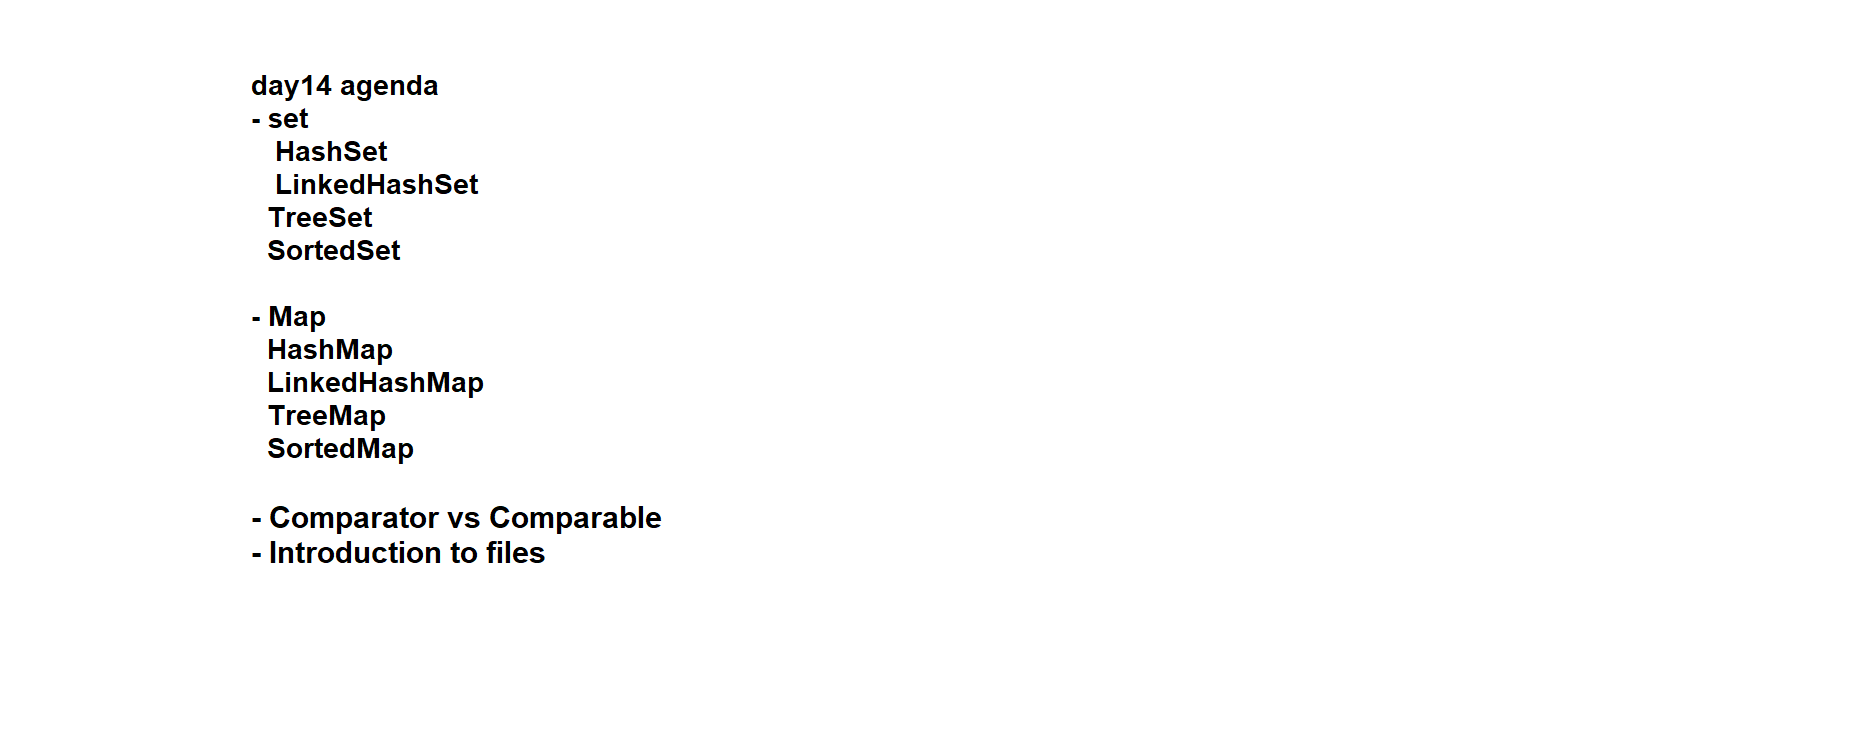 day14 agenda
- set
HashSet
LinkedHashSet
TreeSet
SortedSet
- Map
HashMap
LinkedHashMap
TreeMap
SortedMap
- Comparator vs Comparable
- Introduction to files